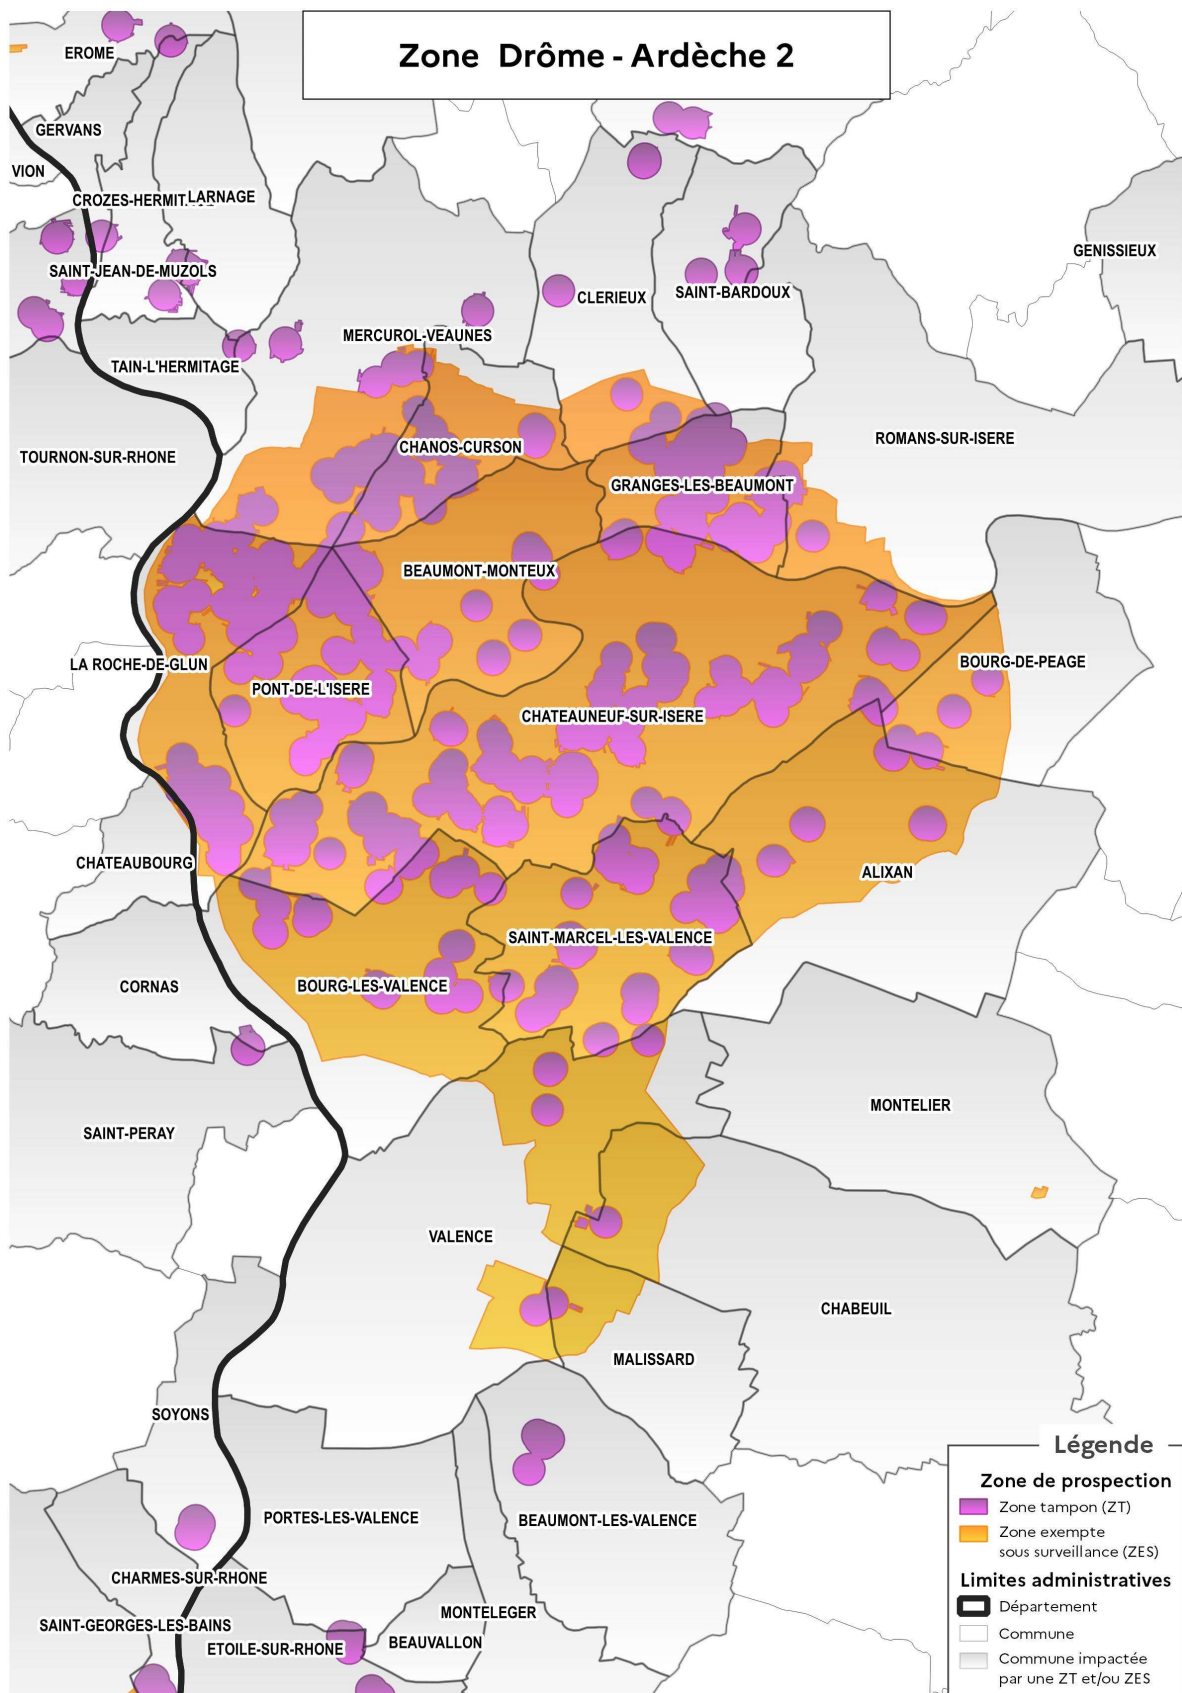 Zone Drôme - Ardèche 2
EROME
GERVANS
VION
CROZES-HERMIT...
LARNAGE
GENISSIEUX
SAINT-JEAN-DE-MUZOLS
CLERIEUX
SAINT-BARDOUX
MERCUROL-VEAUNES
TAIN-L'HERMITAGE
TOURNON-SUR-RHONE
CHANOS-CURSON
ROMANS-SUR-ISERE
GRANGES-LES-BEAUMONT
BEAUMONT-MONTEUX
LA ROCHE-DE-GLUN
BOURG-DE-PEAGE
PONT-DE-L'ISERE
CHATEAUNEUF-SUR-ISERE
CHATEAUBOURG
ALIXAN
SAINT-MARCEL-LES-VALENCE
CORNAS
BOURG-LES-VALENCE
MONTELIER
SAINT-PERAY
VALENCE
CHABEUIL
MALISSARD
SOYONS
PORTES-LES-VALENCE
BEAUMONT-LES-VALENCE
CHARMES-SUR-RHONE
MONTELEGER
SAINT-GEORGES-LES-BAINS
ETOILE-SUR-RHONE
BEAUVALLON
Légende
Zone de prospection
Zone tampon (ZT)
Zone exempte
sous surveillance (ZES)
Limites administratives
Département
Commune
Commune impactée
par une ZT et/ou ZES